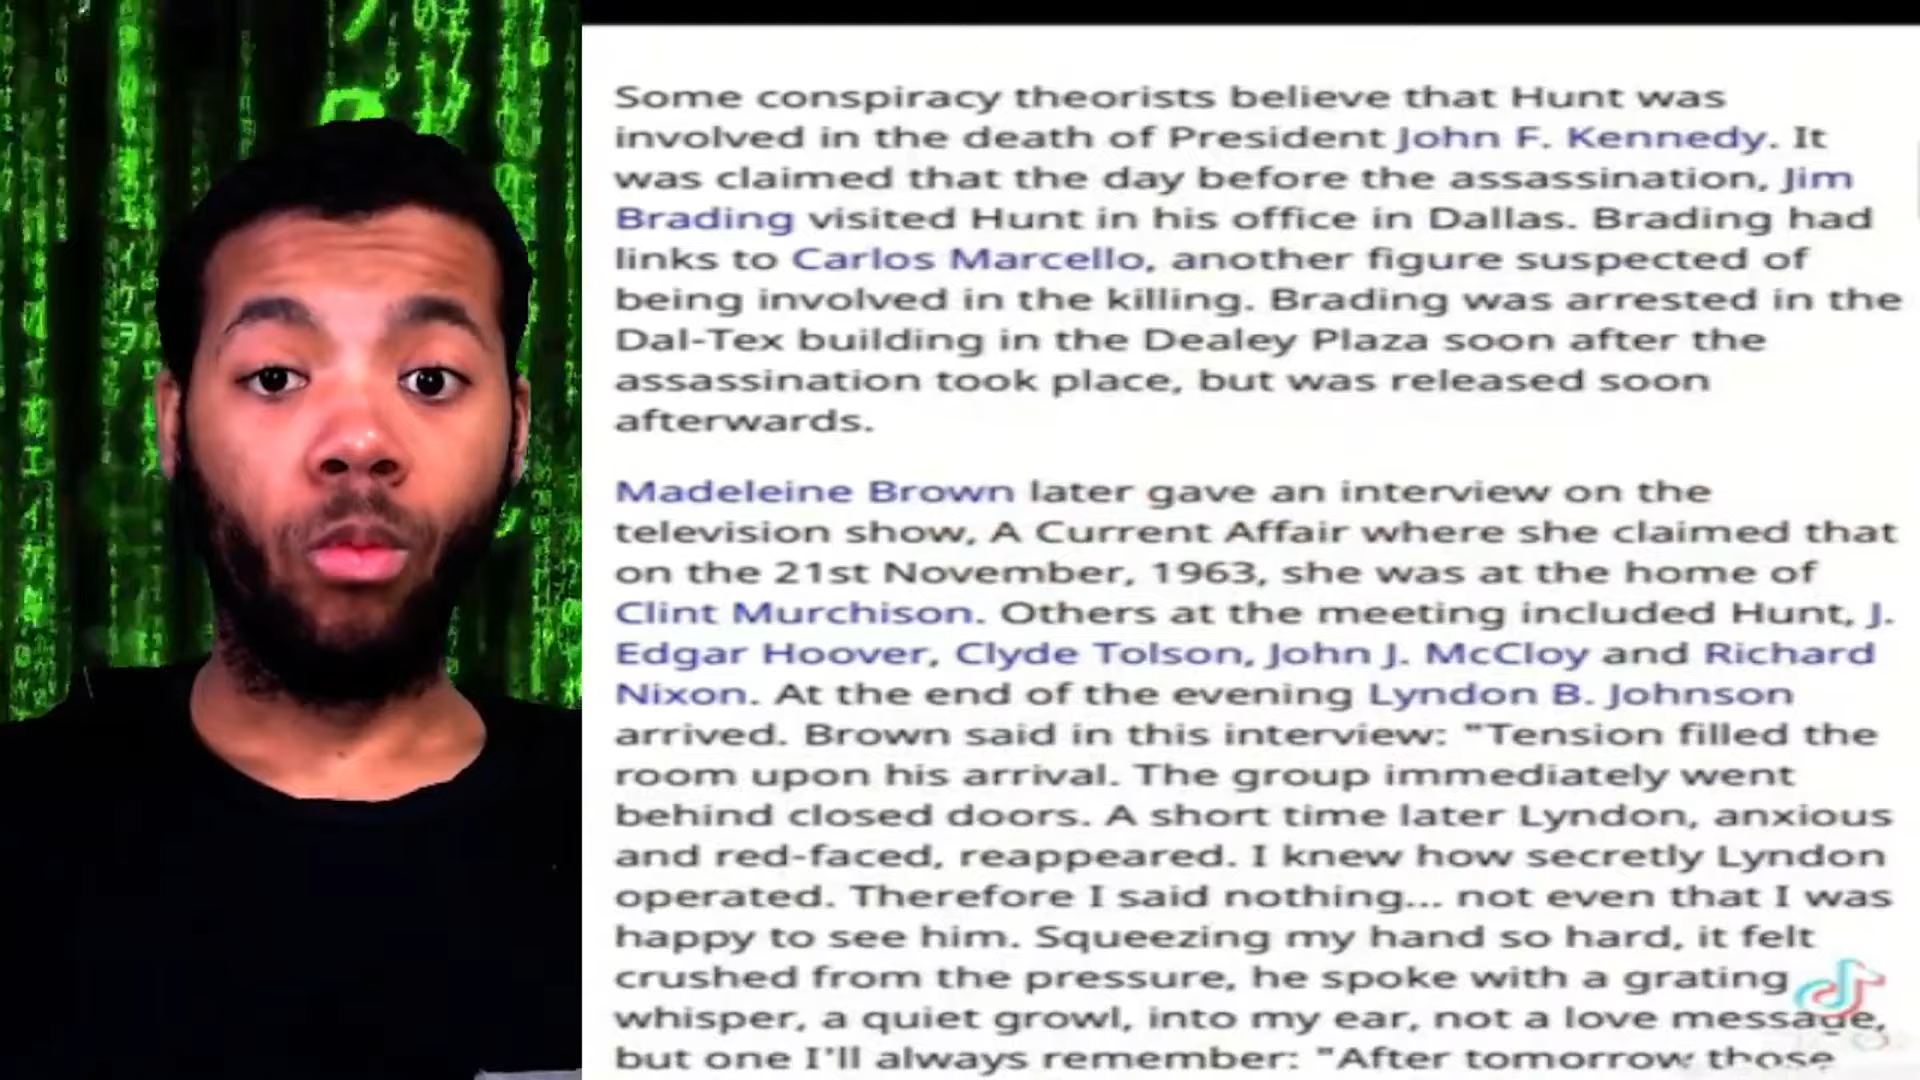 Some conspiracy theorists believe that Hunt was
involved in the death of President John F. Kennedy. It
was claimed that the day before the assassination, Jim
Brading visited Hunt in his office in Dallas. Brading had
links to Carlos Marcello, another figure suspected of
being involved in the killing. Brading was arrested in the
Dal-Tex building in the Dealey Plaza soon after the
assassination took place, but was released soon
afterwards.
Madeleine Brown later gave an interview on the
television show, A Current Affair where she claimed that
on the 21st November, 1963, she was at the home of
Clint Murchison. Others at the meeting included Hunt, J.
Edgar Hoover, Clyde Tolson, John J. McCloy and Richard
Nixon. At the end of the evening Lyndon B. Johnson
arrived. Brown said in this interview: "Tension filled the
room upon his arrival. The group immediately went
behind closed doors. A short time later Lyndon, anxious
and red-faced, reappeared. I knew how secretly Lyndon
operated. Therefore I said nothing... not even that I was
happy to see him. Squeezing my hand so hard, it felt
crushed from the pressure, he spoke with a grating
whisper, a quiet growl, into my ear, not a love message,
but one I'll always remember: "After tomorrow those